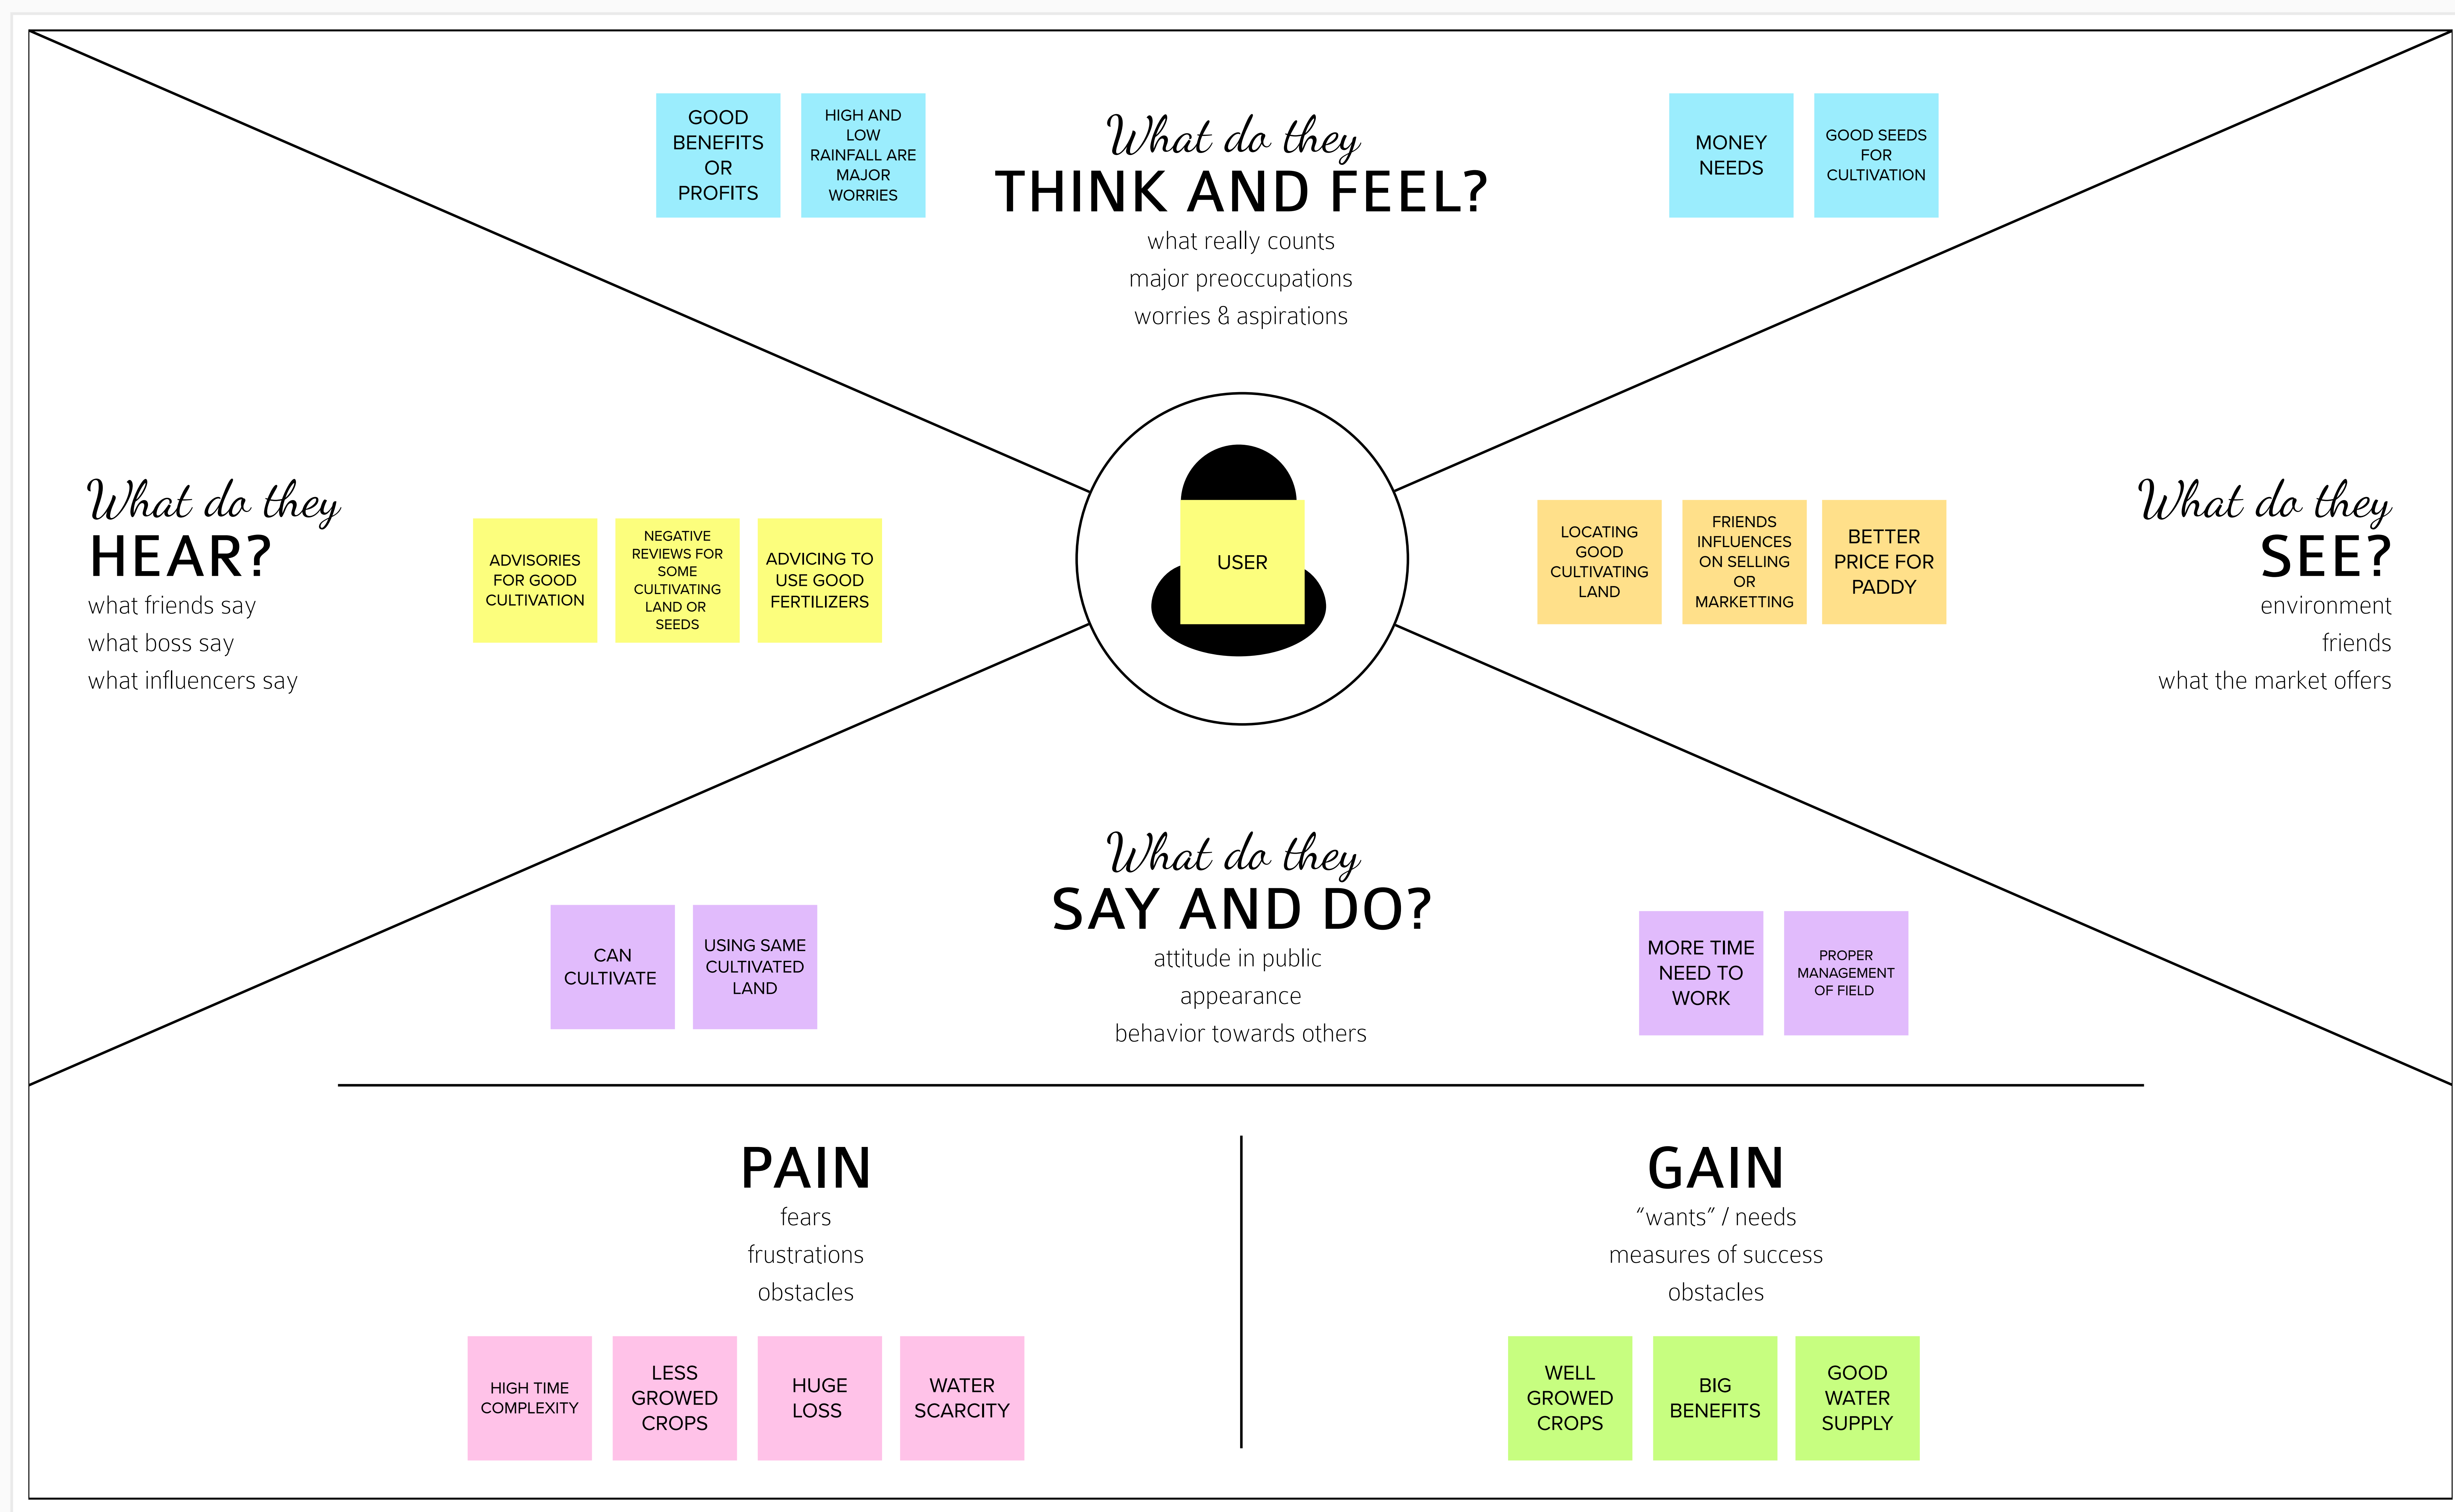 GOOD
BENEFITS
OR
PROFITS
HIGH AND
LOW
RAINFALL ARE
MAJOR
WORRIES
What do they
THINK AND FEEL?
what really counts
major preoccupations
worries & aspirations
MONEY
NEEDS
GOOD SEEDS
FOR
CULTIVATION
What do they
HEAR?
what friends say
what boss say
what influencers say
ADVISORIES
FOR GOOD
CULTIVATION
NEGATIVE
REVIEWS FOR
SOME
CULTIVATING
LAND OR
SEEDS
ADVICING TO
USE GOOD
FERTILIZERS
USER
LOCATING
GOOD
CULTIVATING
LAND
FRIENDS
INFLUENCES
ON SELLING
OR
MARKETTING
BETTER
PRICE FOR
PADDY
What do they
SEE?
environment
friends
what the market offers
What do they
SAY AND DO?
attitude in public
appearance
behavior towards others
CAN
CULTIVATE
USING SAME
CULTIVATED
LAND
MORE TIME
NEED TO
WORK
PROPER
MANAGEMENT
OF FIELD
PAIN
fears
frustrations
obstacles
HIGH TIME
COMPLEXITY
LESS
GROWED
CROPS
HUGE
LOSS
WATER
SCARCITY
GAIN
“wants” / needs
measures of success
obstacles
WELL
GROWED
CROPS
BIG
BENEFITS
GOOD
WATER
SUPPLY